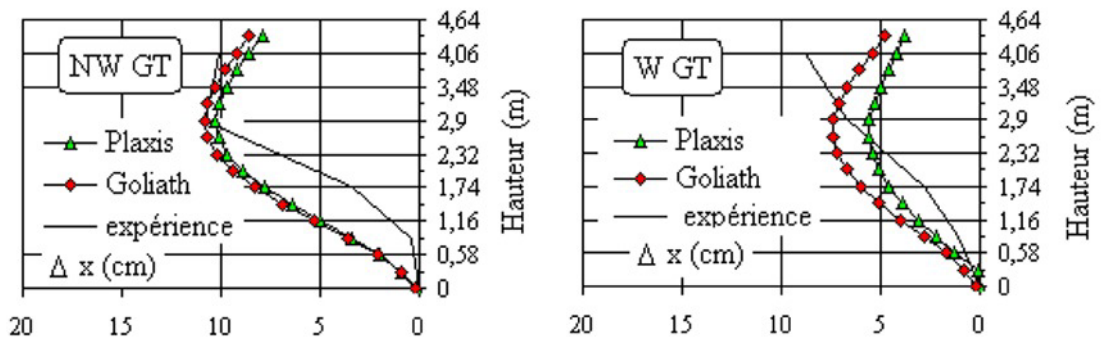 NW GT
Plaxis
Goliath
expérience
Δ x (cm)
4,64
4,06
3,48
2,9
2,32
1,74
1,16
0,58
0
Hauteur (m)
20 15 10 5 0
W GT
Plaxis
Goliath
expérience
Δ x (cm)
4,64
4,06
3,48
2,9
2,32
1,74
1,16
0,58
0
Hauteur (m)
20 15 10 5 0